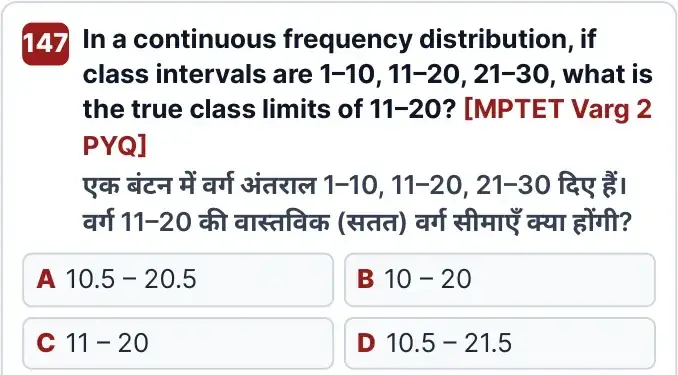 147 In a continuous frequency distribution, if
class intervals are 1–10, 11–20, 21–30, what is
the true class limits of 11–20? [MPTET Varg 2
PYQ]
एक बंटन में वर्ग अंतराल 1–10, 11–20, 21–30 दिए हैं।
वर्ग 11–20 की वास्तविक (सतत) वर्ग सीमाएँ क्या होंगी?
A 10.5 – 20.5
B 10 – 20
C 11 – 20
D 10.5 – 21.5